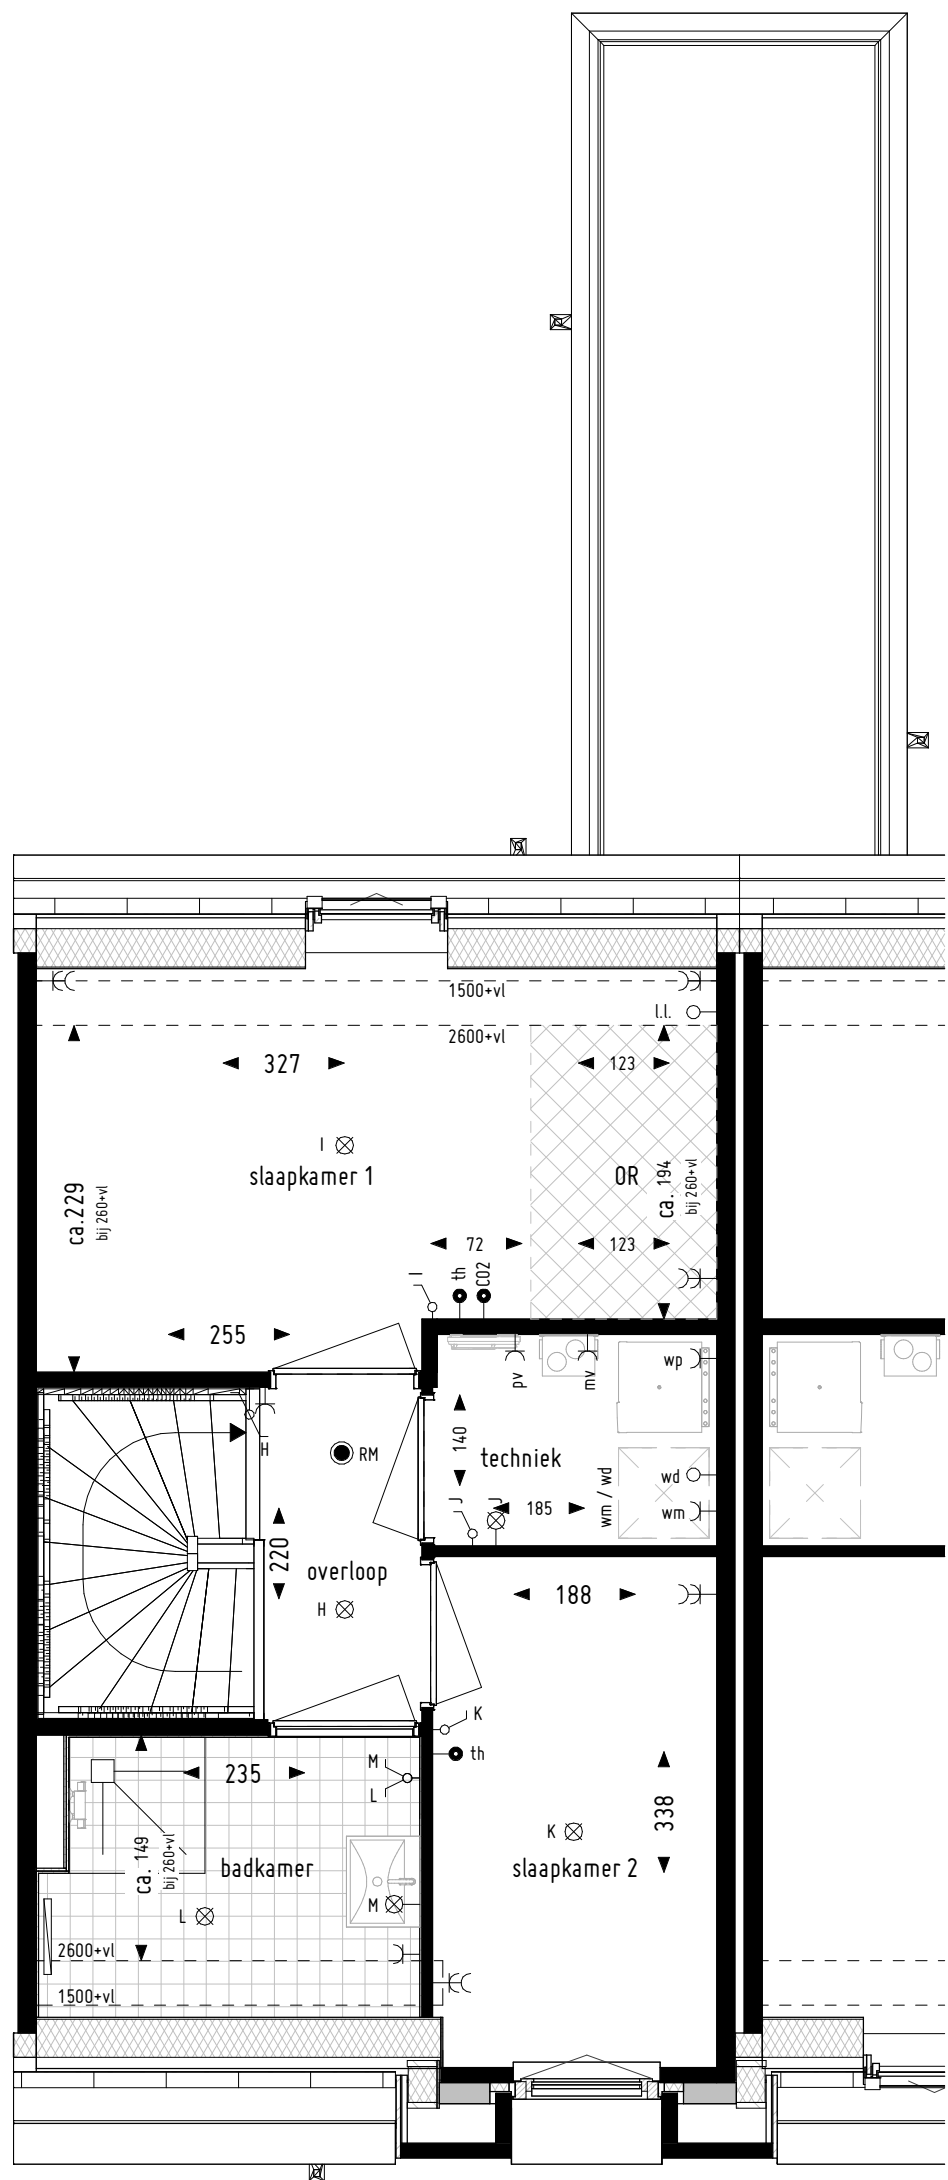 1500+vl
l.l.
2600+vl
327
123
I
slaapkamer 1
OR
ca.229
bij 260+vl
ca. 194
bij 260+vl
72
123
I
th
CO2
255
pv
mv
wp
H
RM
140
techniek
wm / wd
wd
J
J
185
wm
220
overloop
188
H
K
th
M
235
L
338
K
ca. 149
bij 260+vl
badkamer
slaapkamer 2
M
L
2600+vl
1500+vl